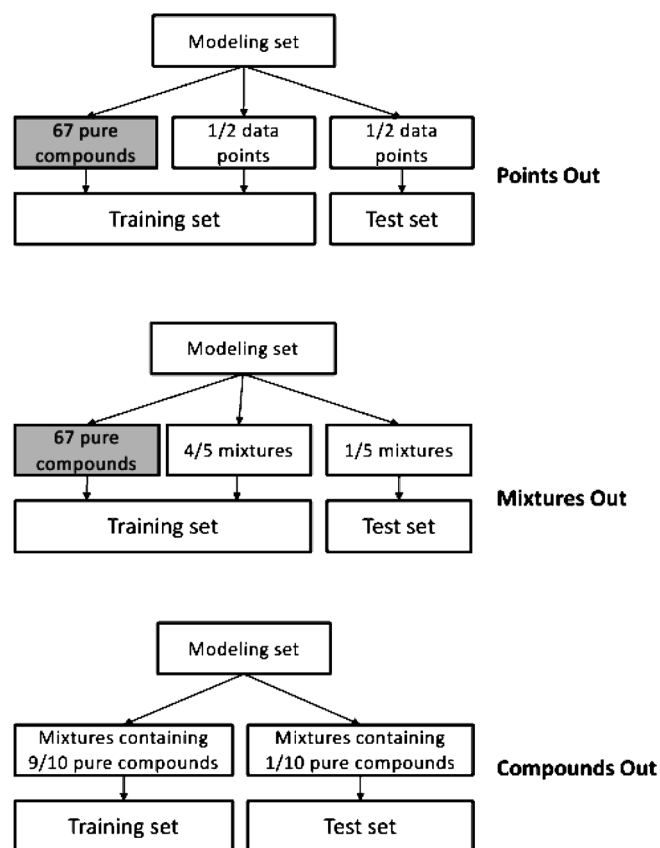 Modeling set
67 pure
compounds
1/2 data
points
1/2 data
points
Points Out
Training set
Test set
Modeling set
67 pure
compounds
4/5 mixtures
1/5 mixtures
Mixtures Out
Training set
Test set
Modeling set
Mixtures containing
9/10 pure compounds
Mixtures containing
1/10 pure compounds
Compounds Out
Training set
Test set